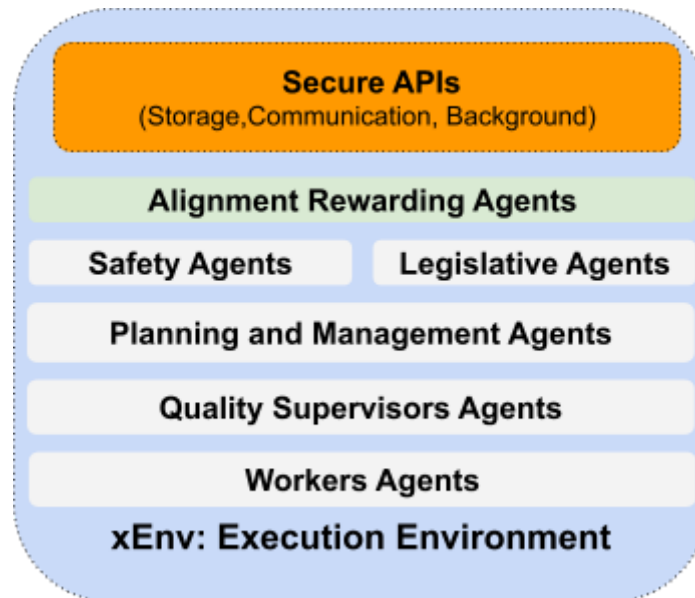 Secure APIs
(Storage,Communication, Background)
Alignment Rewarding Agents
Safety Agents
Legislative Agents
Planning and Management Agents
Quality Supervisors Agents
Workers Agents
xEnv: Execution Environment